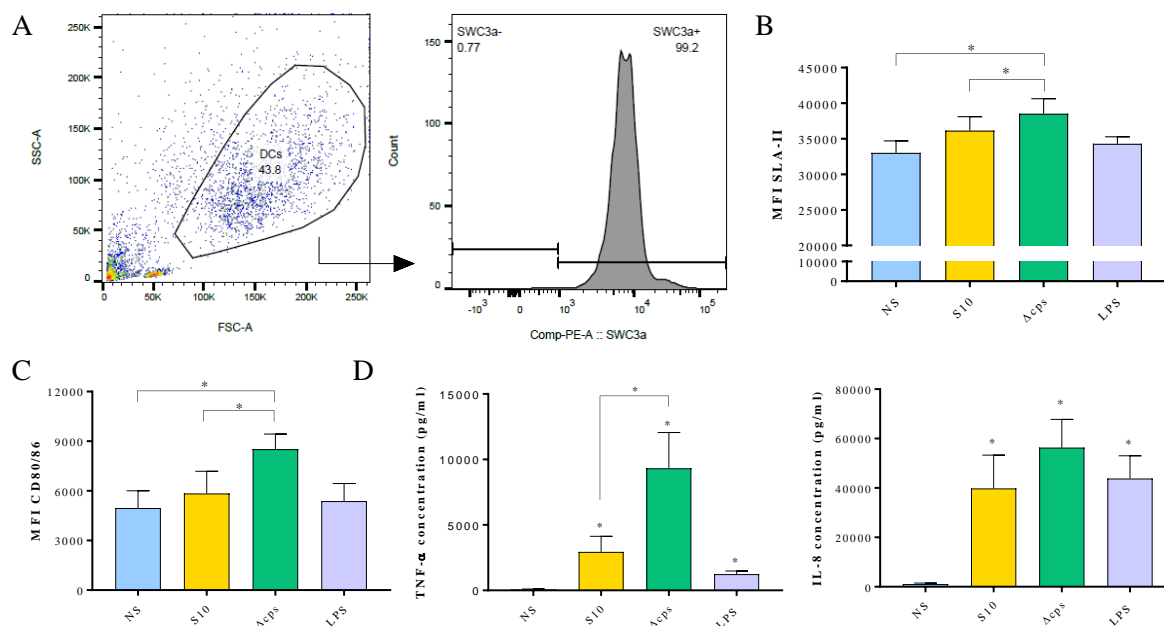 A
SSC-A
250K
200K
150K
100K
50K
0
DCs
43.8
0
50K
100K
150K
200K
250K
FSC-A
Count
150
100
50
0
SWC3a-
0.77
SWC3a+
99.2
-10³
0
10³
10⁴
10⁵
Comp-PE-A :: SWC3a
B
MFI SLA-II
45000
40000
35000
30000
25000
20000
10000
0
*
*
NS
S10
Δcps
LPS
C
MFI CD80/86
12000
9000
6000
3000
0
*
*
NS
S10
Δcps
LPS
D
TNF-α concentration (pg/ml)
15000
10000
5000
0
*
*
*
*
NS
S10
Δcps
LPS
IL-8 concentration (pg/ml)
80000
60000
40000
20000
0
*
*
*
NS
S10
Δcps
LPS